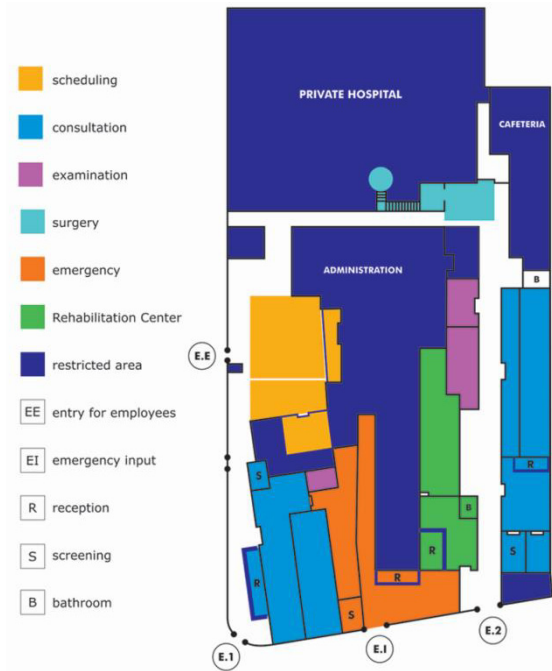 scheduling
consultation
examination
surgery
emergency
Rehabilitation Center
restricted area
EE entry for employees
EI emergency input
R reception
S screening
B bathroom
PRIVATE HOSPITAL
CAFETERIA
ADMINISTRATION
B
E.E
S
R
B
R
S
R
R
S
E.1
E.I
E.2